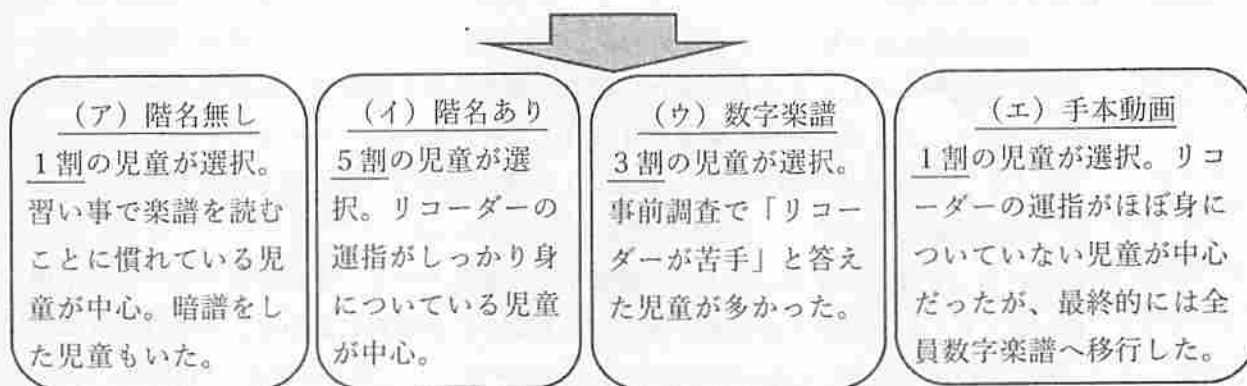 （ア）階名無し
1割の児童が選択。
習い事で楽譜を読む
ことに慣れている児
童が中心。暗譜をし
た児童もいた。
（イ）階名あり
5割の児童が選
択。リコーダーの
運指がしっかり身
についている児童
が中心。
（ウ）数字楽譜
3割の児童が選択。
事前調査で「リコー
ダーが苦手」と答え
た児童が多かった。
（エ）手本動画
1割の児童が選択。リコ
ーダーの運指がほぼ身に
ついていない児童が中心
だったが、最終的には全
員数字楽譜へ移行した。